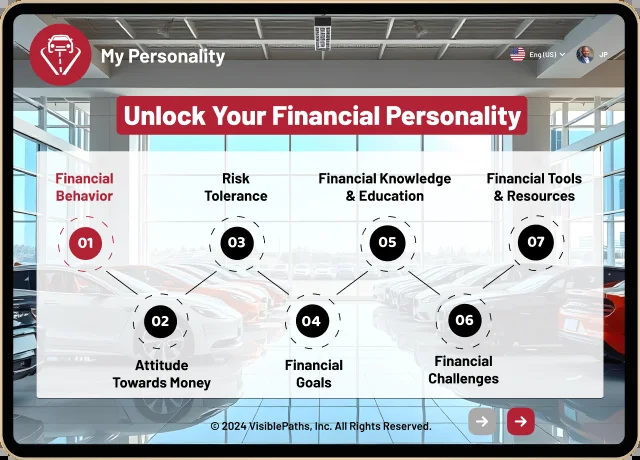 My Personality
Eng (US)
JP
Unlock Your Financial Personality
Financial
Behavior
01
Attitude
Towards Money
02
Risk
Tolerance
03
Financial
Goals
04
Financial Knowledge
& Education
05
Financial
Challenges
06
Financial Tools
& Resources
07
© 2024 VisiblePaths, Inc. All Rights Reserved.